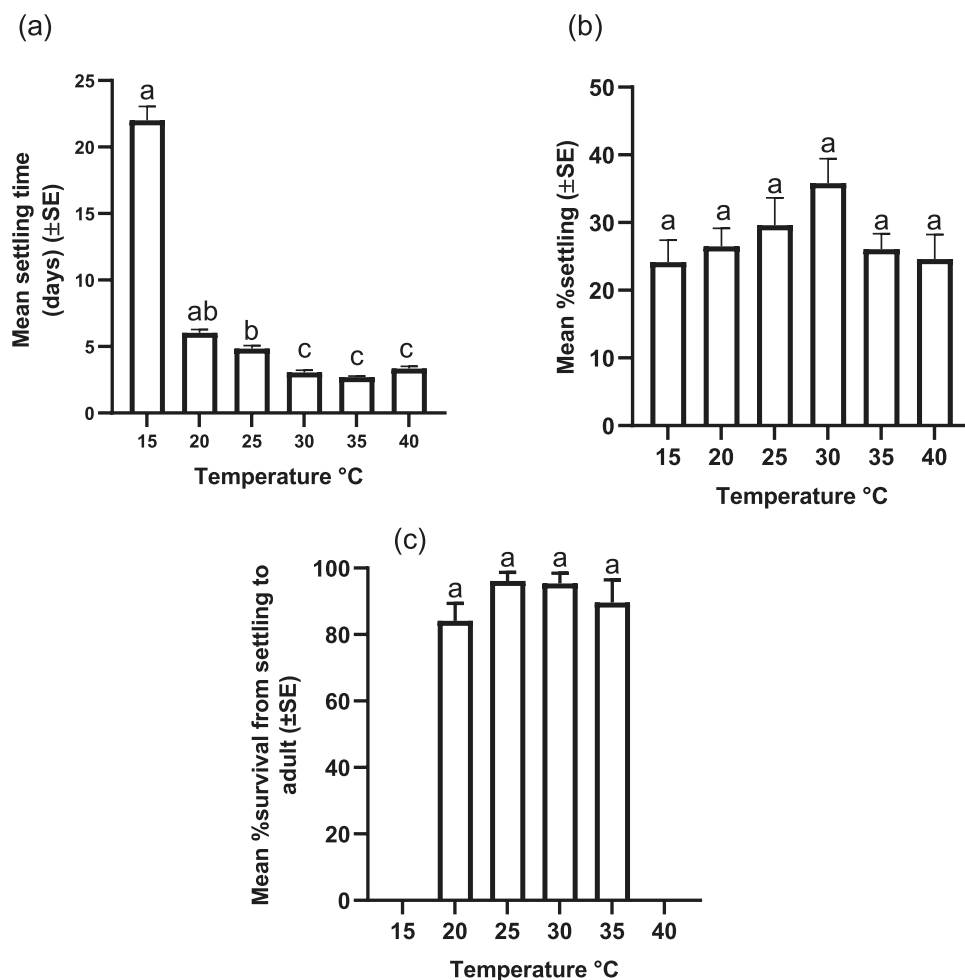 (a)
Mean settling time
(days) (±SE)
25
20
15
10
5
0
a
ab
b
c
c
c
15 20 25 30 35 40
Temperature °C
(b)
Mean %settling (±SE)
50
40
30
20
10
0
a
a
a
a
a
a
15 20 25 30 35 40
Temperature °C
(c)
Mean %survival from settling to
adult (±SE)
100
80
60
40
20
0
a
a
a
a
15 20 25 30 35 40
Temperature °C